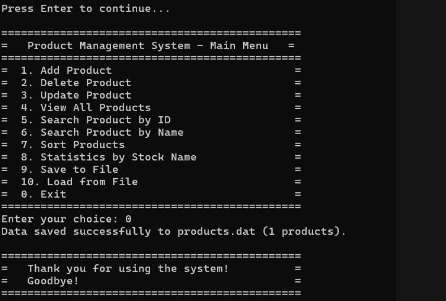 Press Enter to continue...
==============================================
=   Product Management System - Main Menu   =
==============================================
=  1. Add Product                            =
=  2. Delete Product                         =
=  3. Update Product                         =
=  4. View All Products                      =
=  5. Search Product by ID                   =
=  6. Search Product by Name                 =
=  7. Sort Products                          =
=  8. Statistics by Stock Name               =
=  9. Save to File                           =
=  10. Load from File                        =
=  0. Exit                                   =
==============================================
Enter your choice: 0
Data saved successfully to products.dat (1 products).
==============================================
=   Thank you for using the system!          =
=   Goodbye!                                 =
==============================================